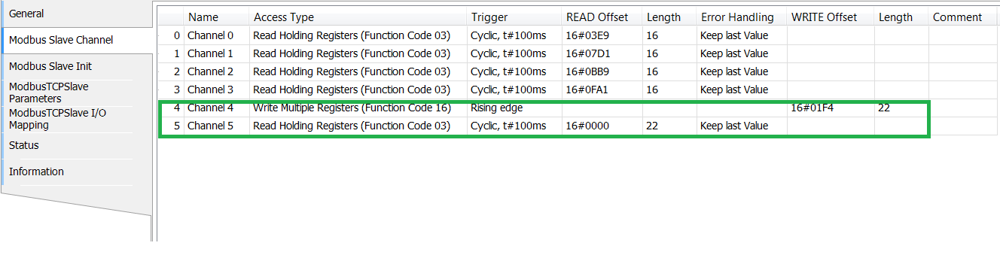 General
Modbus Slave Channel
Modbus Slave Init
ModbusTCPSlave
Parameters
ModbusTCPSlave I/O
Mapping
Status
Information
Name Access Type Trigger READ Offset Length Error Handling WRITE Offset Length Comment
0 Channel 0 Read Holding Registers (Function Code 03) Cyclic, t#100ms 16#03E9 16 Keep last Value
1 Channel 1 Read Holding Registers (Function Code 03) Cyclic, t#100ms 16#07D1 16 Keep last Value
2 Channel 2 Read Holding Registers (Function Code 03) Cyclic, t#100ms 16#0BB9 16 Keep last Value
3 Channel 3 Read Holding Registers (Function Code 03) Cyclic, t#100ms 16#0FA1 16 Keep last Value
4 Channel 4 Write Multiple Registers (Function Code 16) Rising edge 16#01F4 22
5 Channel 5 Read Holding Registers (Function Code 03) Cyclic, t#100ms 16#0000 22 Keep last Value